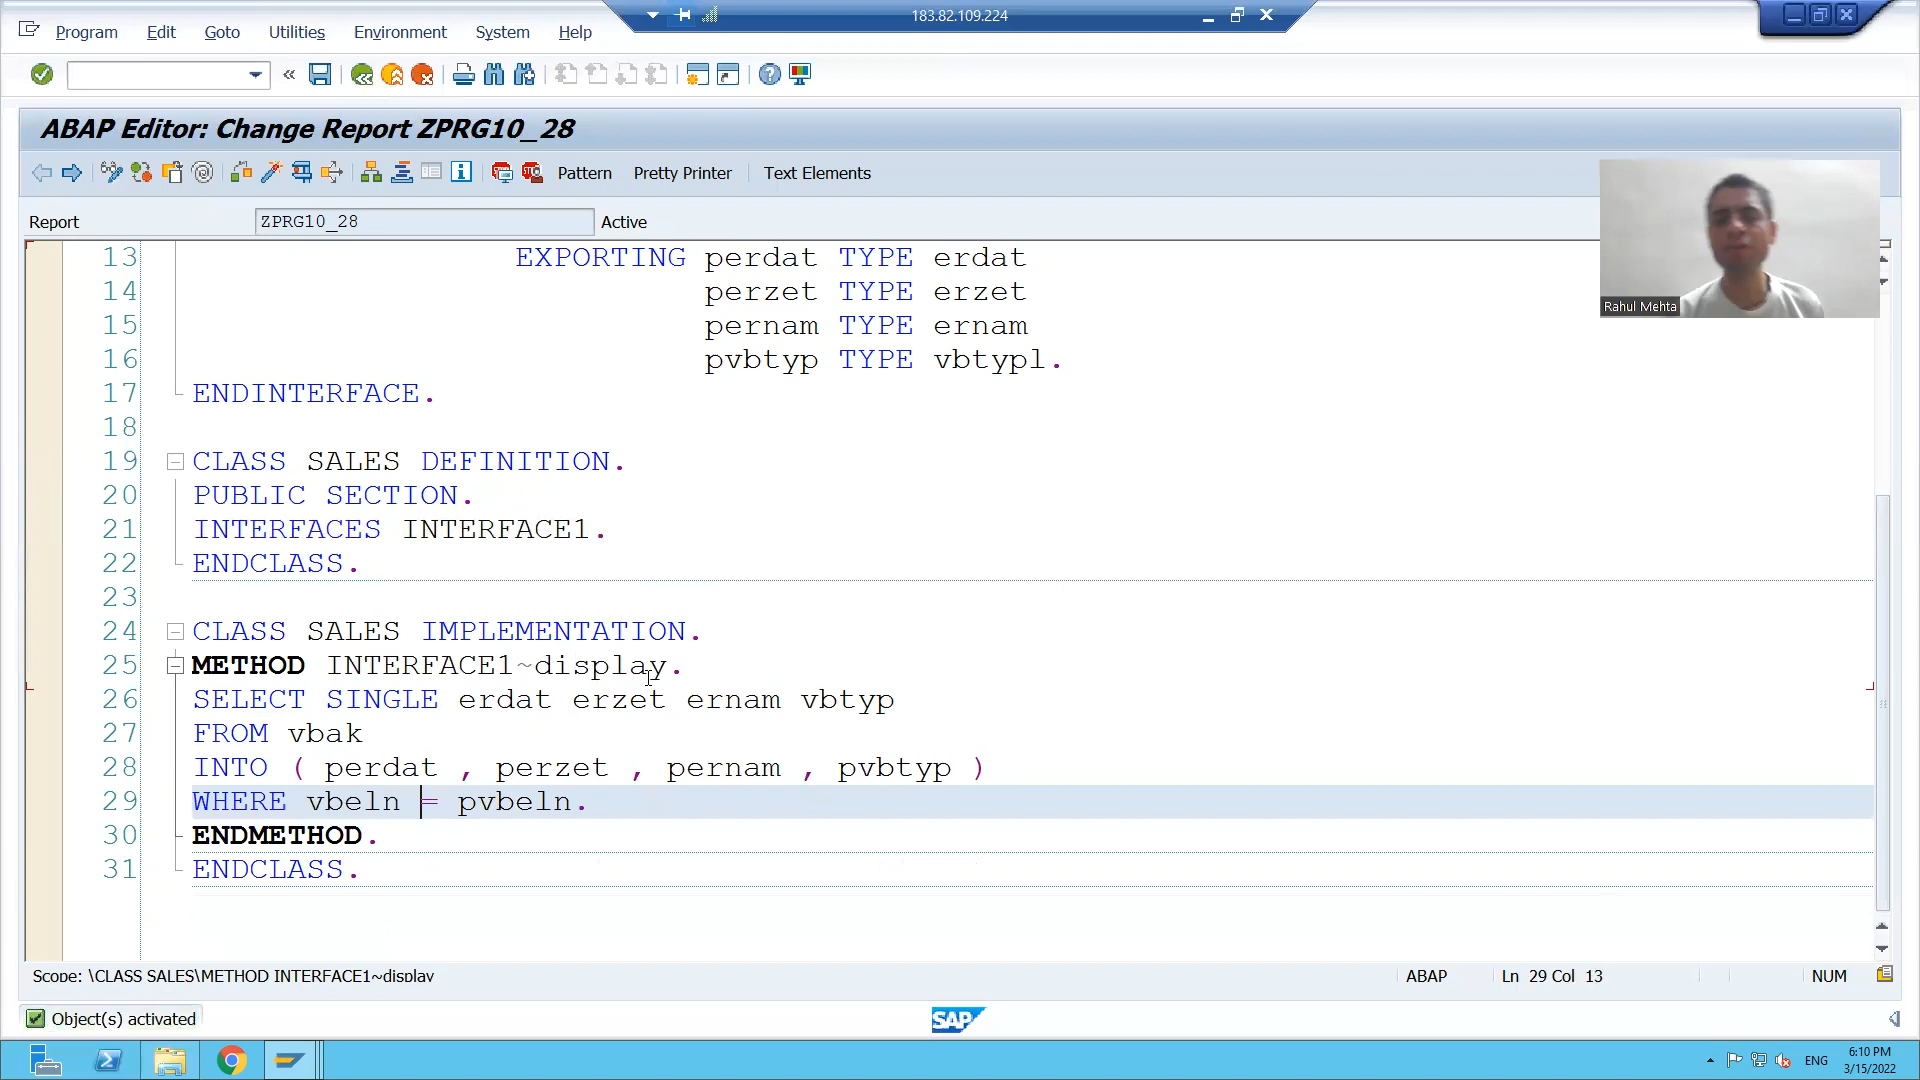 183.82.109.224
Program Edit Goto Utilities Environment System Help
ABAP Editor: Change Report ZPRG10_28
Pattern Pretty Printer Text Elements
Report ZPRG10_28 Active
Rahul Mehta
13 EXPORTING perdat TYPE erdat
14 perzet TYPE erzet
15 pernam TYPE ernam
16 pvbtyp TYPE vbtypl.
17 ENDINTERFACE.
18
19 CLASS SALES DEFINITION.
20 PUBLIC SECTION.
21 INTERFACES INTERFACE1.
22 ENDCLASS.
23
24 CLASS SALES IMPLEMENTATION.
25 METHOD INTERFACE1~display.
26 SELECT SINGLE erdat erzet ernam vbtyp
27 FROM vbak
28 INTO ( perdat , perzet , pernam , pvbtyp )
29 WHERE vbeln = pvbeln.
30 ENDMETHOD.
31 ENDCLASS.
Scope: \CLASS SALES\METHOD INTERFACE1~display ABAP Ln 29 Col 13 NUM
Object(s) activated
SAP
ENG
6:10 PM
3/15/2022